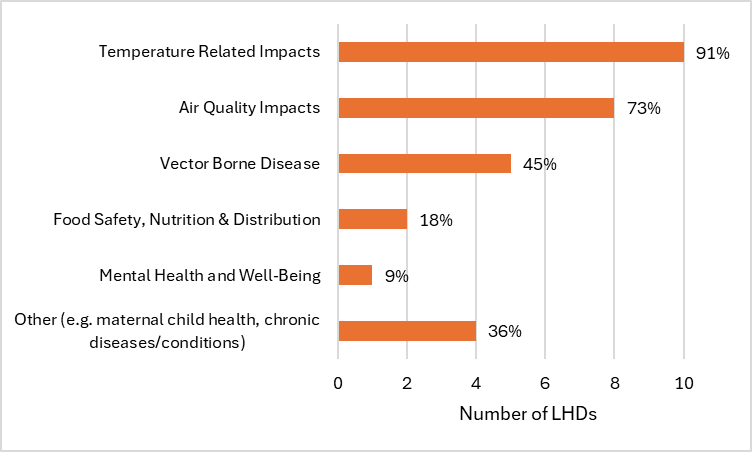 Temperature Related Impacts
91%
Air Quality Impacts
73%
Vector Borne Disease
45%
Food Safety, Nutrition & Distribution
18%
Mental Health and Well-Being
9%
Other (e.g. maternal child health, chronic
diseases/conditions)
36%
0 2 4 6 8 10
Number of LHDs